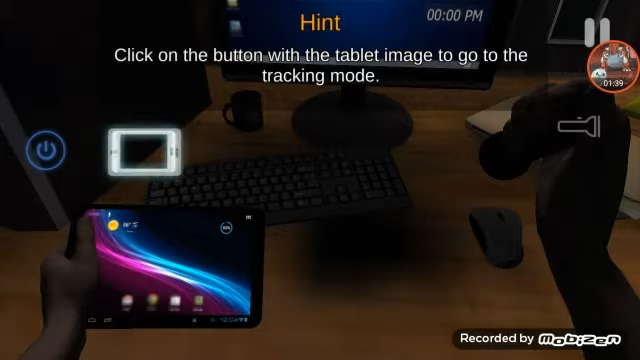 Hint
00:00 PM
Click on the button with the tablet image to go to the
tracking mode.
01:39
Recorded by Mobizen